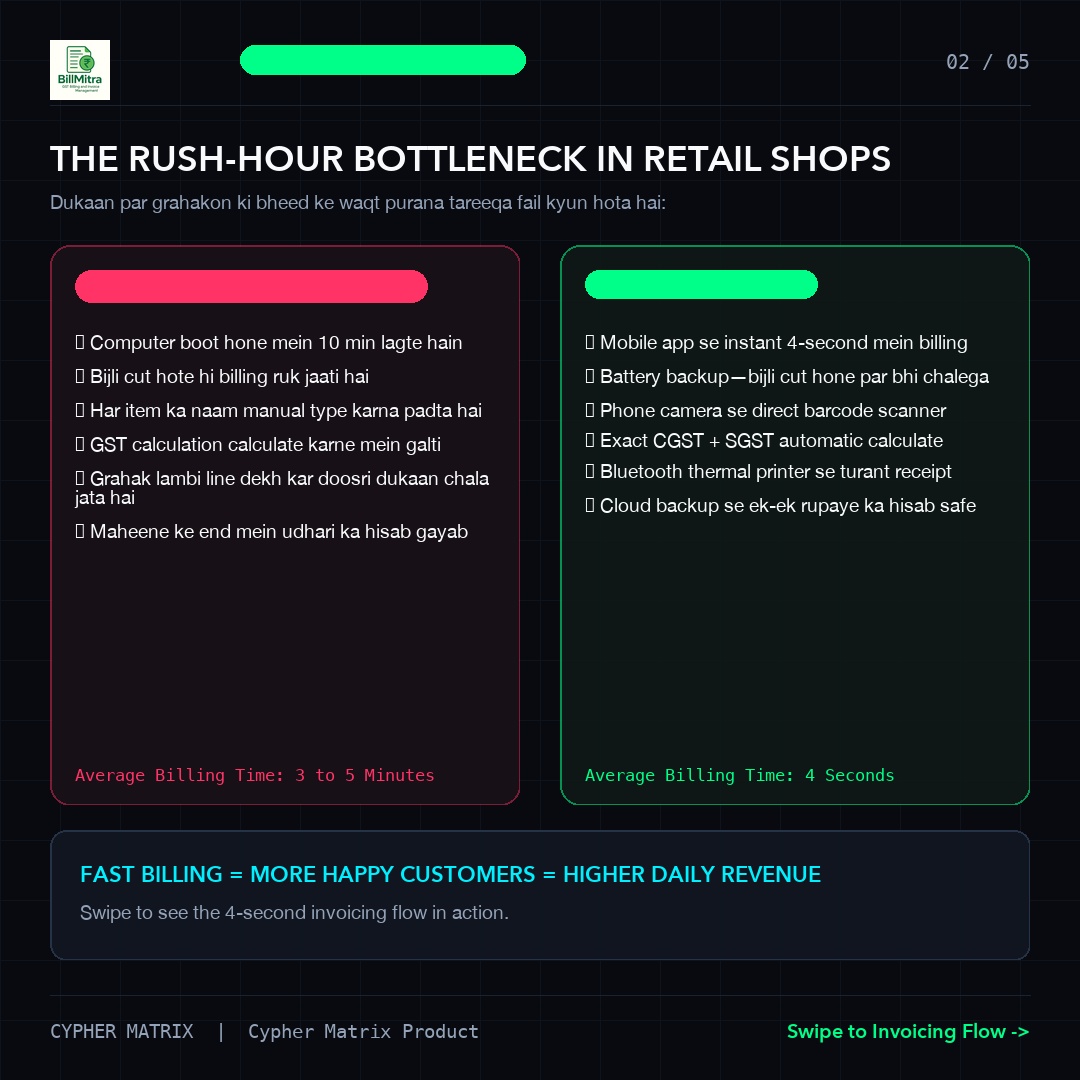 BillMitra
GST Billing and Invoice
Management
02 / 05
THE RUSH-HOUR BOTTLENECK IN RETAIL SHOPS
Dukaan par grahakon ki bheed ke waqt purana tareeqa fail kyun hota hai:
Computer boot hone mein 10 min lagte hain
Bijli cut hote hi billing ruk jaati hai
Har item ka naam manual type karna padta hai
GST calculation calculate karne mein galti
Grahak lambi line dekh kar doosri dukaan chala
jata hai
Maheene ke end mein udhari ka hisab gayab
Average Billing Time: 3 to 5 Minutes
Mobile app se instant 4-second mein billing
Battery backup—bijli cut hone par bhi chalega
Phone camera se direct barcode scanner
Exact CGST + SGST automatic calculate
Bluetooth thermal printer se turant receipt
Cloud backup se ek-ek rupaye ka hisab safe
Average Billing Time: 4 Seconds
FAST BILLING = MORE HAPPY CUSTOMERS = HIGHER DAILY REVENUE
Swipe to see the 4-second invoicing flow in action.
CYPHER MATRIX | Cypher Matrix Product
Swipe to Invoicing Flow ->